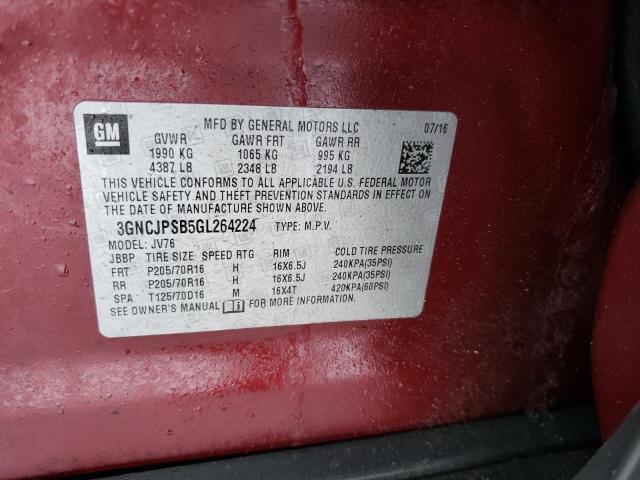 GM
MFD BY GENERAL MOTORS LLC 07/16
GVWR GAWR FRT GAWR RR
1990 KG 1065 KG 995 KG
4387 LB 2348 LB 2194 LB
THIS VEHICLE CONFORMS TO ALL APPLICABLE U.S. FEDERAL MOTOR
VEHICLE SAFETY AND THEFT PREVENTION STANDARDS IN EFFECT ON
THE DATE OF MANUFACTURE SHOWN ABOVE.
3GNCJPSB5GL264224 TYPE: M.P.V.
MODEL: JV76
JBBP TIRE SIZE SPEED RTG RIM COLD TIRE PRESSURE
FRT P205/70R16 H 16X6.5J 240KPA(35PSI)
RR P205/70R16 H 16X6.5J 240KPA(35PSI)
SPA T125/70D16 M 16X4T 420KPA(60PSI)
SEE OWNER'S MANUAL FOR MORE INFORMATION.